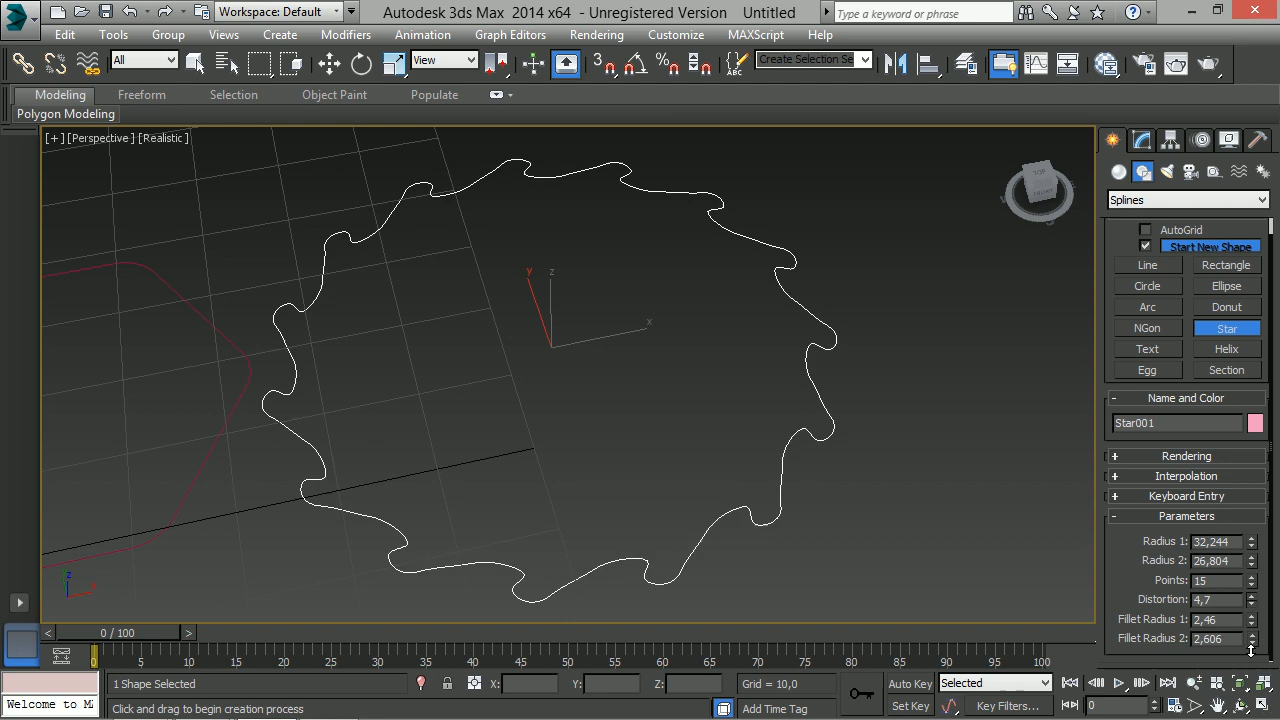 Workspace: Default
Autodesk 3ds Max 2014 x64 - Unregistered Version Untitled
Type a keyword or phrase
Edit Tools Group Views Create Modifiers Animation Graph Editors Rendering Customize MAXScript Help
All
View
Create Selection Se
Modeling Freeform Selection Object Paint Populate
Polygon Modeling
[+] [Perspective] [Realistic]
TOP
Splines
AutoGrid
Start New Shape
Line Rectangle
Circle Ellipse
Arc Donut
NGon Star
Text Helix
Egg Section
y z
x
- Name and Color
Star001
+ Rendering
+ Interpolation
+ Keyboard Entry
- Parameters
Radius 1: 32,244
Radius 2: 26,804
Points: 15
Distortion: 4,7
Fillet Radius 1: 2,46
Fillet Radius 2: 2,606
z
< 0 / 100 >
0 5 10 15 20 25 30 35 40 45 50 55 60 65 70 75 80 85 90 95 100
1 Shape Selected X: Y: Z: Grid = 10,0 Auto Key Selected
Welcome to MA Click and drag to begin creation process Add Time Tag Set Key Key Filters... 0